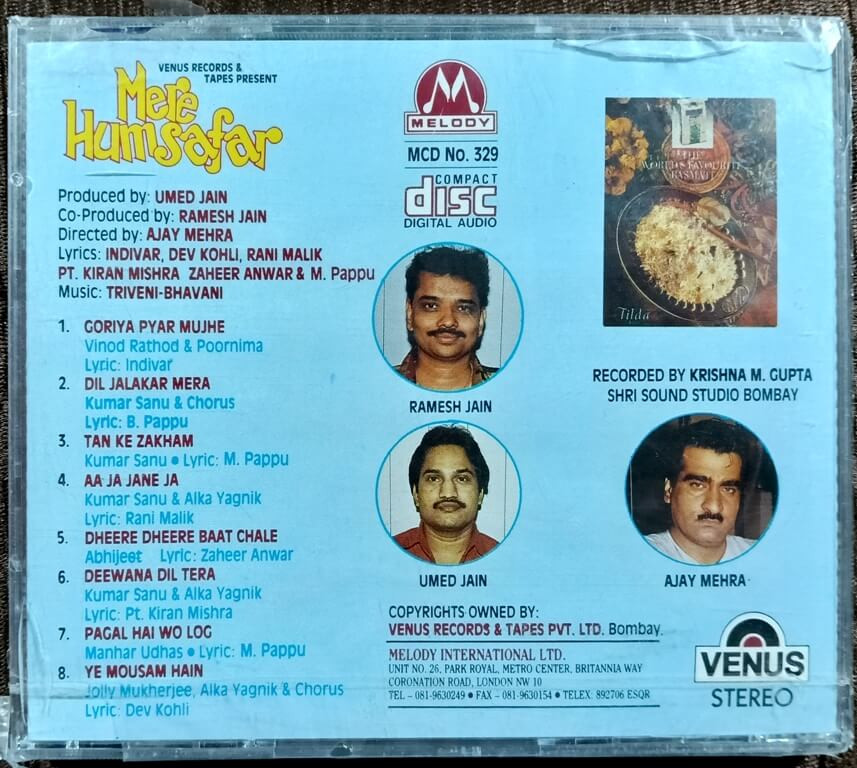 VENUS RECORDS &
TAPES PRESENT
Mere
Humsafar
Produced by: UMED JAIN
Co-Produced by: RAMESH JAIN
Directed by: AJAY MEHRA
Lyrics: INDIVAR, DEV KOHLI, RANI MALIK
PT. KIRAN MISHRA ZAHEER ANWAR & M. Pappu
Music: TRIVENI-BHAVANI
1. GORIYA PYAR MUJHE
Vinod Rathod & Poornima
Lyric: Indivar
2. DIL JALAKAR MERA
Kumar Sanu & Chorus
Lyric: B. Pappu
3. TAN KE ZAKHAM
Kumar Sanu • Lyric: M. Pappu
4. AA JA JANE JA
Kumar Sanu & Alka Yagnik
Lyric: Rani Malik
5. DHEERE DHEERE BAAT CHALE
Abhijeet Lyric: Zaheer Anwar
6. DEEWANA DIL TERA
Kumar Sanu & Alka Yagnik
Lyric: Pt. Kiran Mishra
7. PAGAL HAI WO LOG
Manhar Udhas • Lyric: M. Pappu
8. YE MOUSAM HAIN
Jolly Mukherjee, Alka Yagnik & Chorus
Lyric: Dev Kohli
MELODY
MCD No. 329
COMPACT
disc
DIGITAL AUDIO
RAMESH JAIN
UMED JAIN
THE
WORLD'S FAVOURITE
BASMATI
Tilda
RECORDED BY KRISHNA M. GUPTA
SHRI SOUND STUDIO BOMBAY
AJAY MEHRA
COPYRIGHTS OWNED BY:
VENUS RECORDS & TAPES PVT. LTD. Bombay.
MELODY INTERNATIONAL LTD.
UNIT NO. 26, PARK ROYAL, METRO CENTER, BRITANNIA WAY
CORONATION ROAD, LONDON NW 10
TEL – 081-9630249 • FAX – 081-9630154 • TELEX: 892706 ESQR
VENUS
STEREO